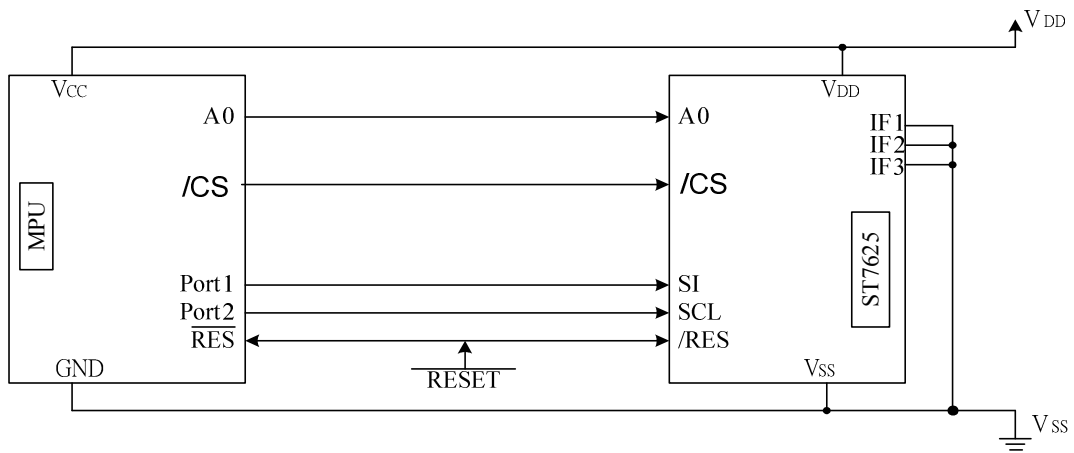 VDD
VCC
VDD
A0
A0
IF1
IF2
IF3
/CS
/CS
MPU
ST7625
Port1
SI
Port2
SCL
RES
/RES
RESET
GND
VSS
VSS